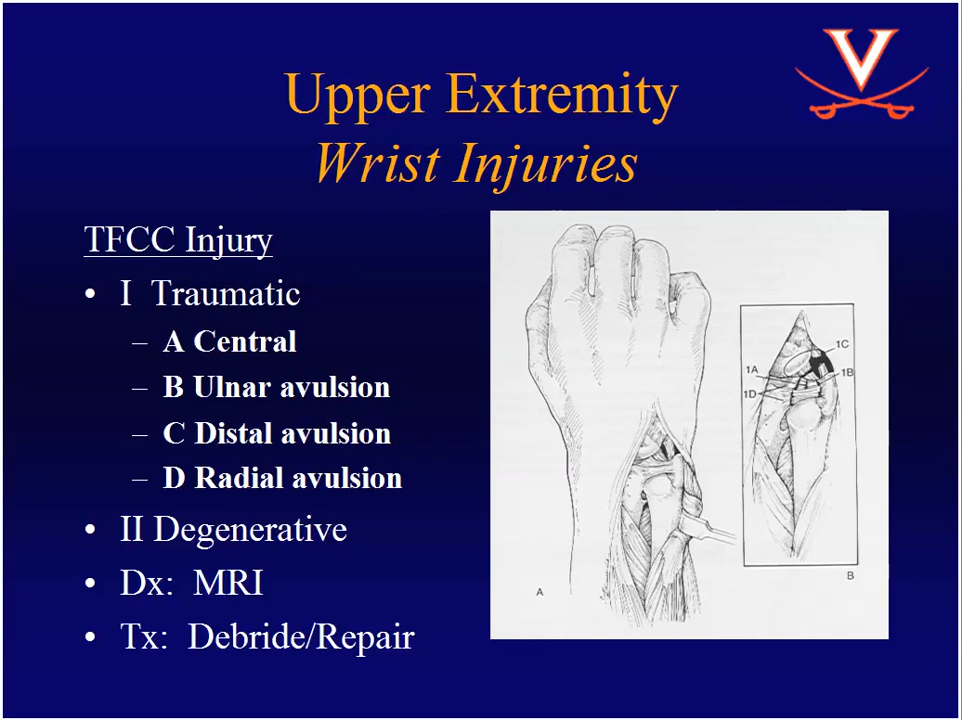 Upper Extremity
Wrist Injuries
TFCC Injury
• I Traumatic
– A Central
– B Ulnar avulsion
– C Distal avulsion
– D Radial avulsion
• II Degenerative
• Dx: MRI
• Tx: Debride/Repair
1C
1A
1B
1D
A
B
V